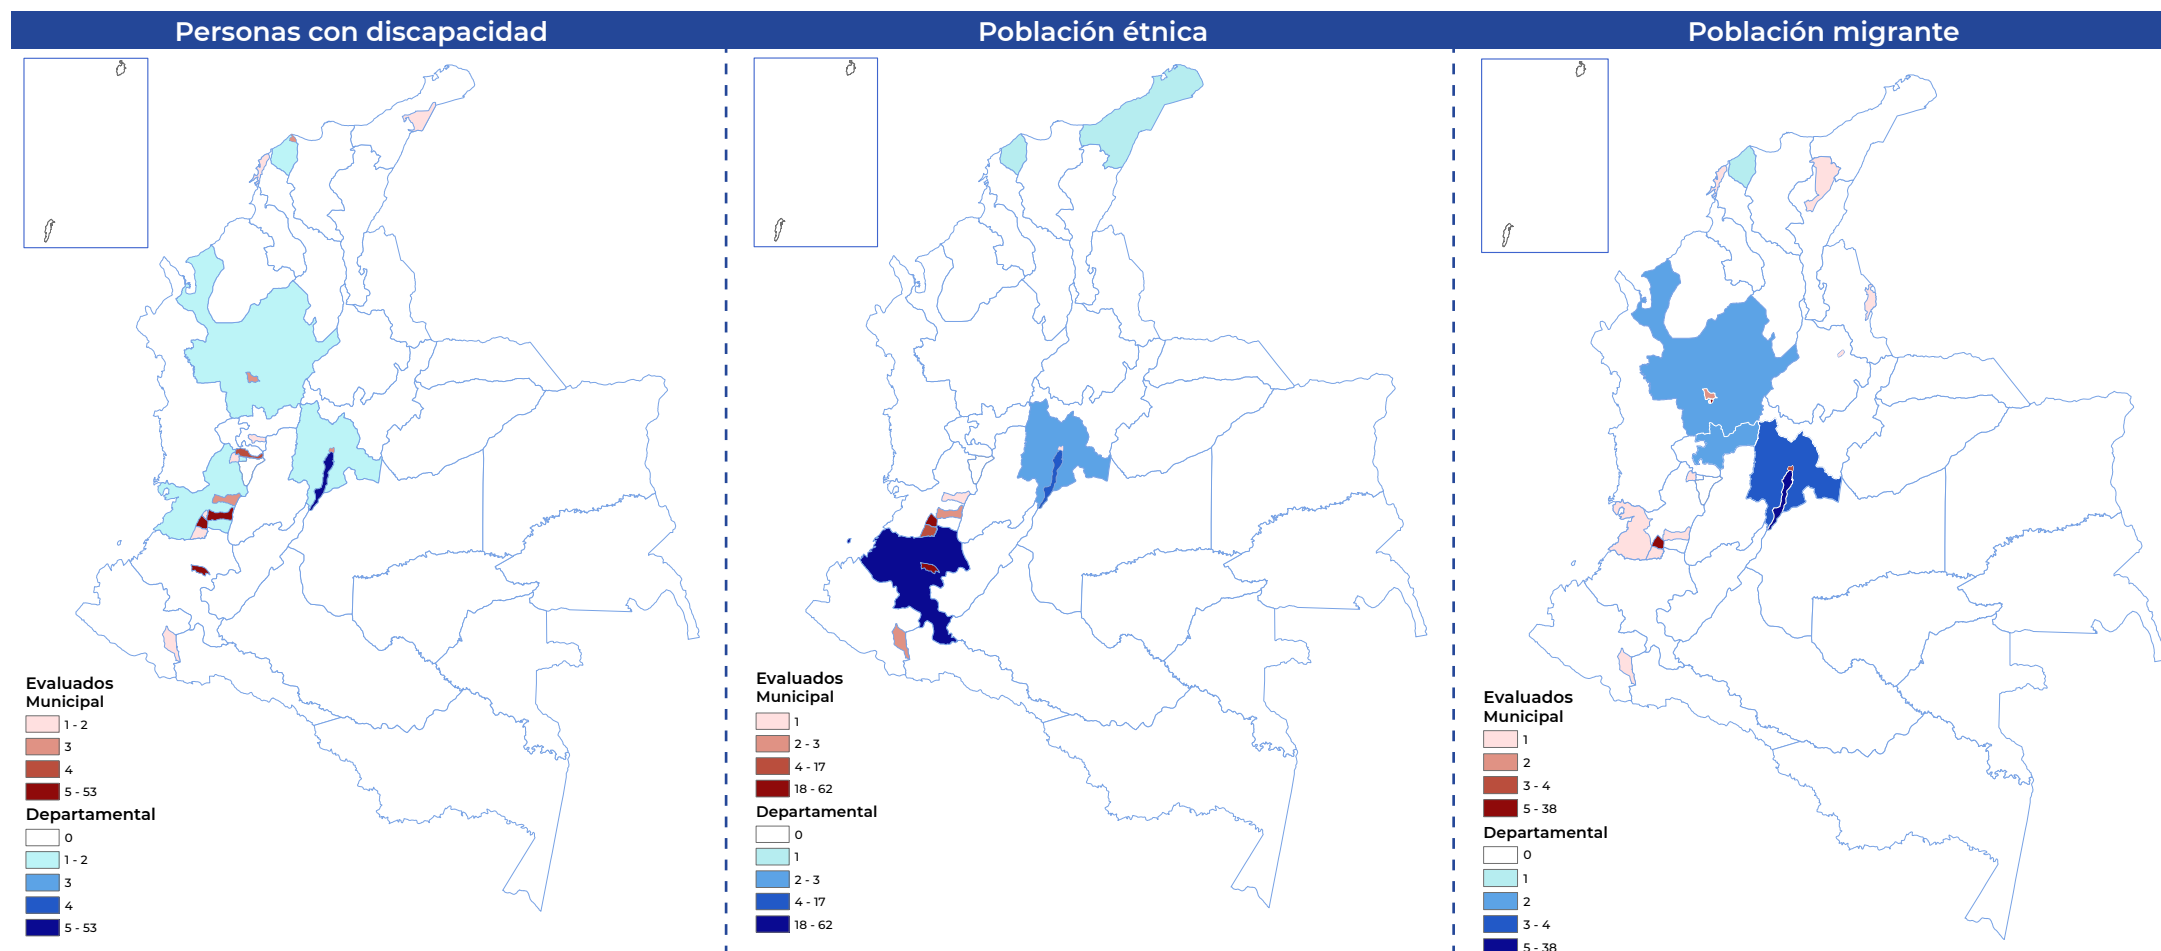 Personas con discapacidad
Población étnica
Población migrante
Evaluados
Municipal
1 - 2
3
4
5 - 53
Departamental
0
1 - 2
3
4
5 - 53
Evaluados
Municipal
1
2 - 3
4 - 17
18 - 62
Departamental
0
1
2 - 3
4 - 17
18 - 62
Evaluados
Municipal
1
2
3 - 4
5 - 38
Departamental
0
1
2
3 - 4
5 - 38